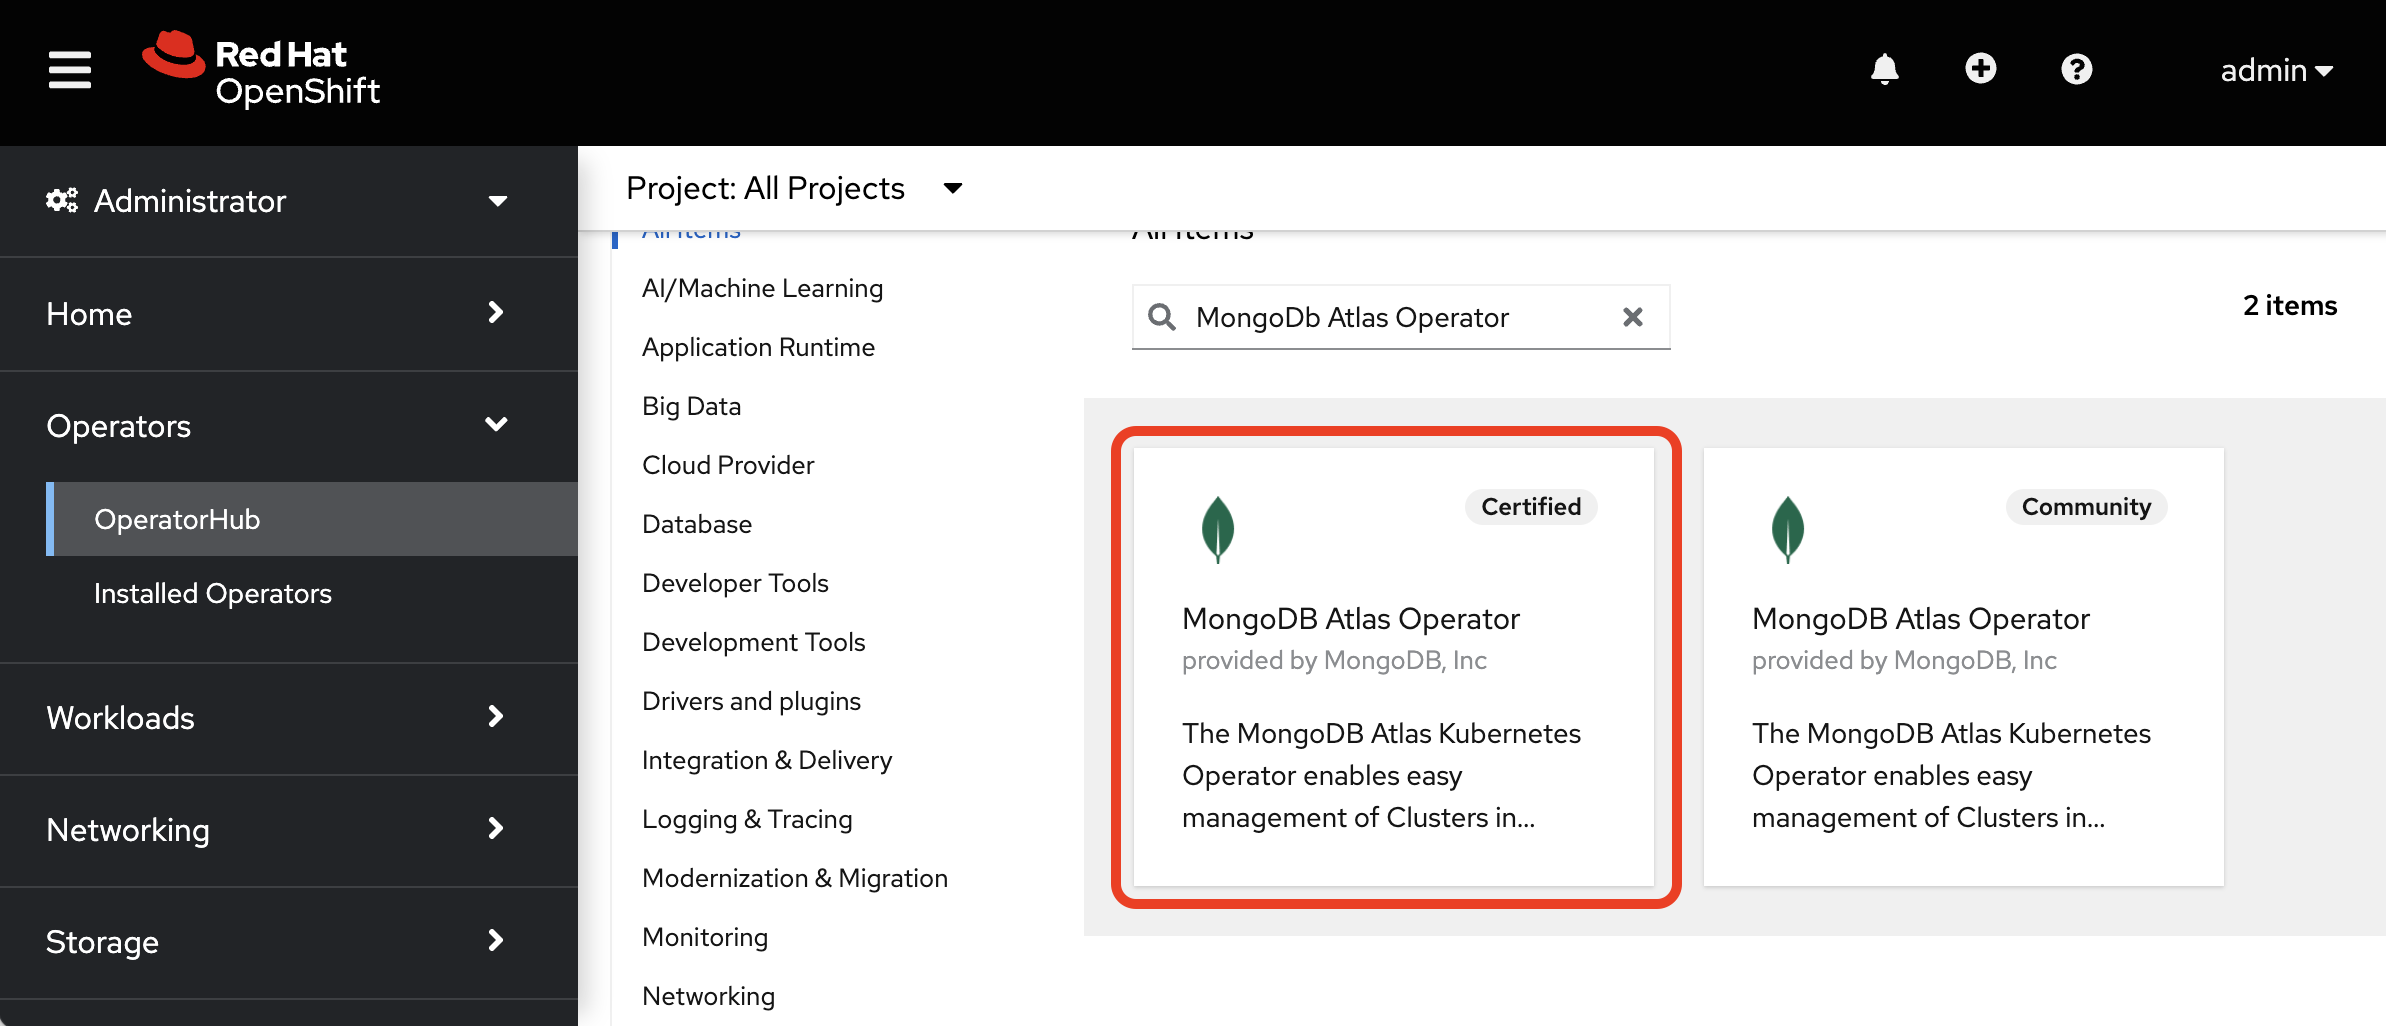 Red Hat
OpenShift
admin
Administrator
Home
Operators
OperatorHub
Installed Operators
Workloads
Networking
Storage
Project: All Projects
All Items
AI/Machine Learning
Application Runtime
Big Data
Cloud Provider
Database
Developer Tools
Development Tools
Drivers and plugins
Integration & Delivery
Logging & Tracing
Modernization & Migration
Monitoring
Networking
All Items
MongoDb Atlas Operator
2 items
Certified
MongoDB Atlas Operator
provided by MongoDB, Inc
The MongoDB Atlas Kubernetes
Operator enables easy
management of Clusters in...
Community
MongoDB Atlas Operator
provided by MongoDB, Inc
The MongoDB Atlas Kubernetes
Operator enables easy
management of Clusters in...